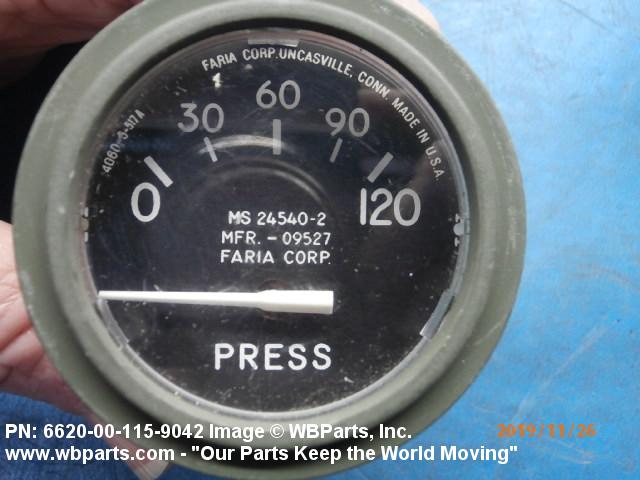 FARIA CORP. UNCASVILLE, CONN. MADE IN U.S.A.
4060-5-517A
0 30 60 90 120
MS 24540-2
MFR. - 09527
FARIA CORP.
PRESS
PN: 6620-00-115-9042 Image © WBParts, Inc.
2019/11/26
www.wbparts.com - "Our Parts Keep the World Moving"